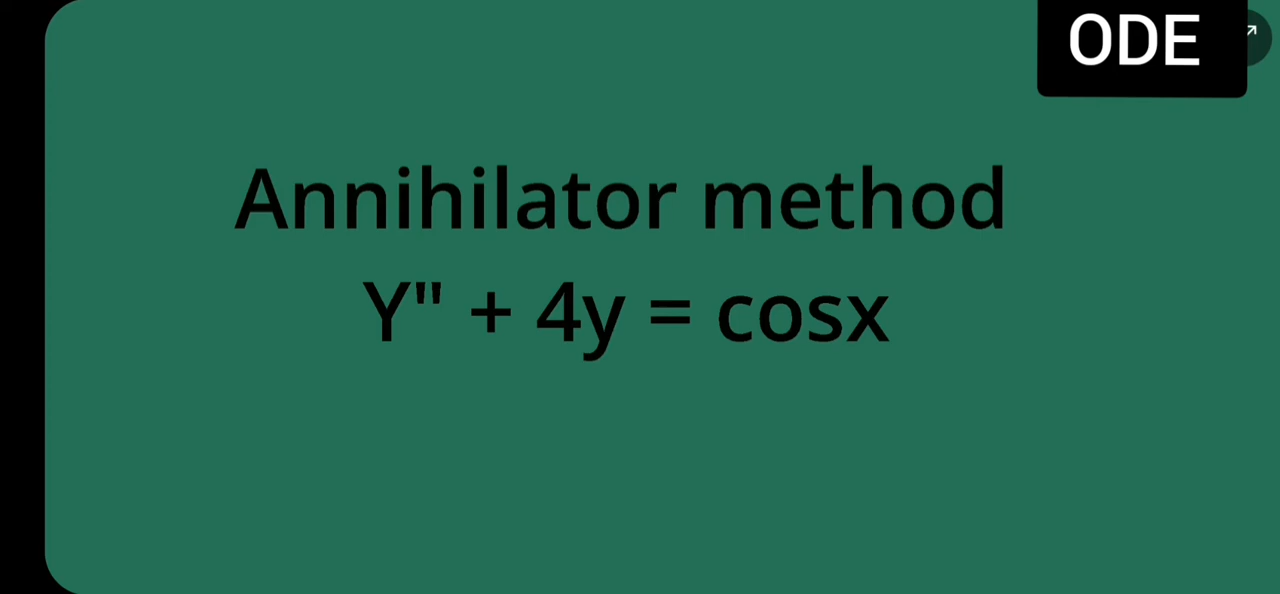 ODE
Annihilator method
Y" + 4y = cosx